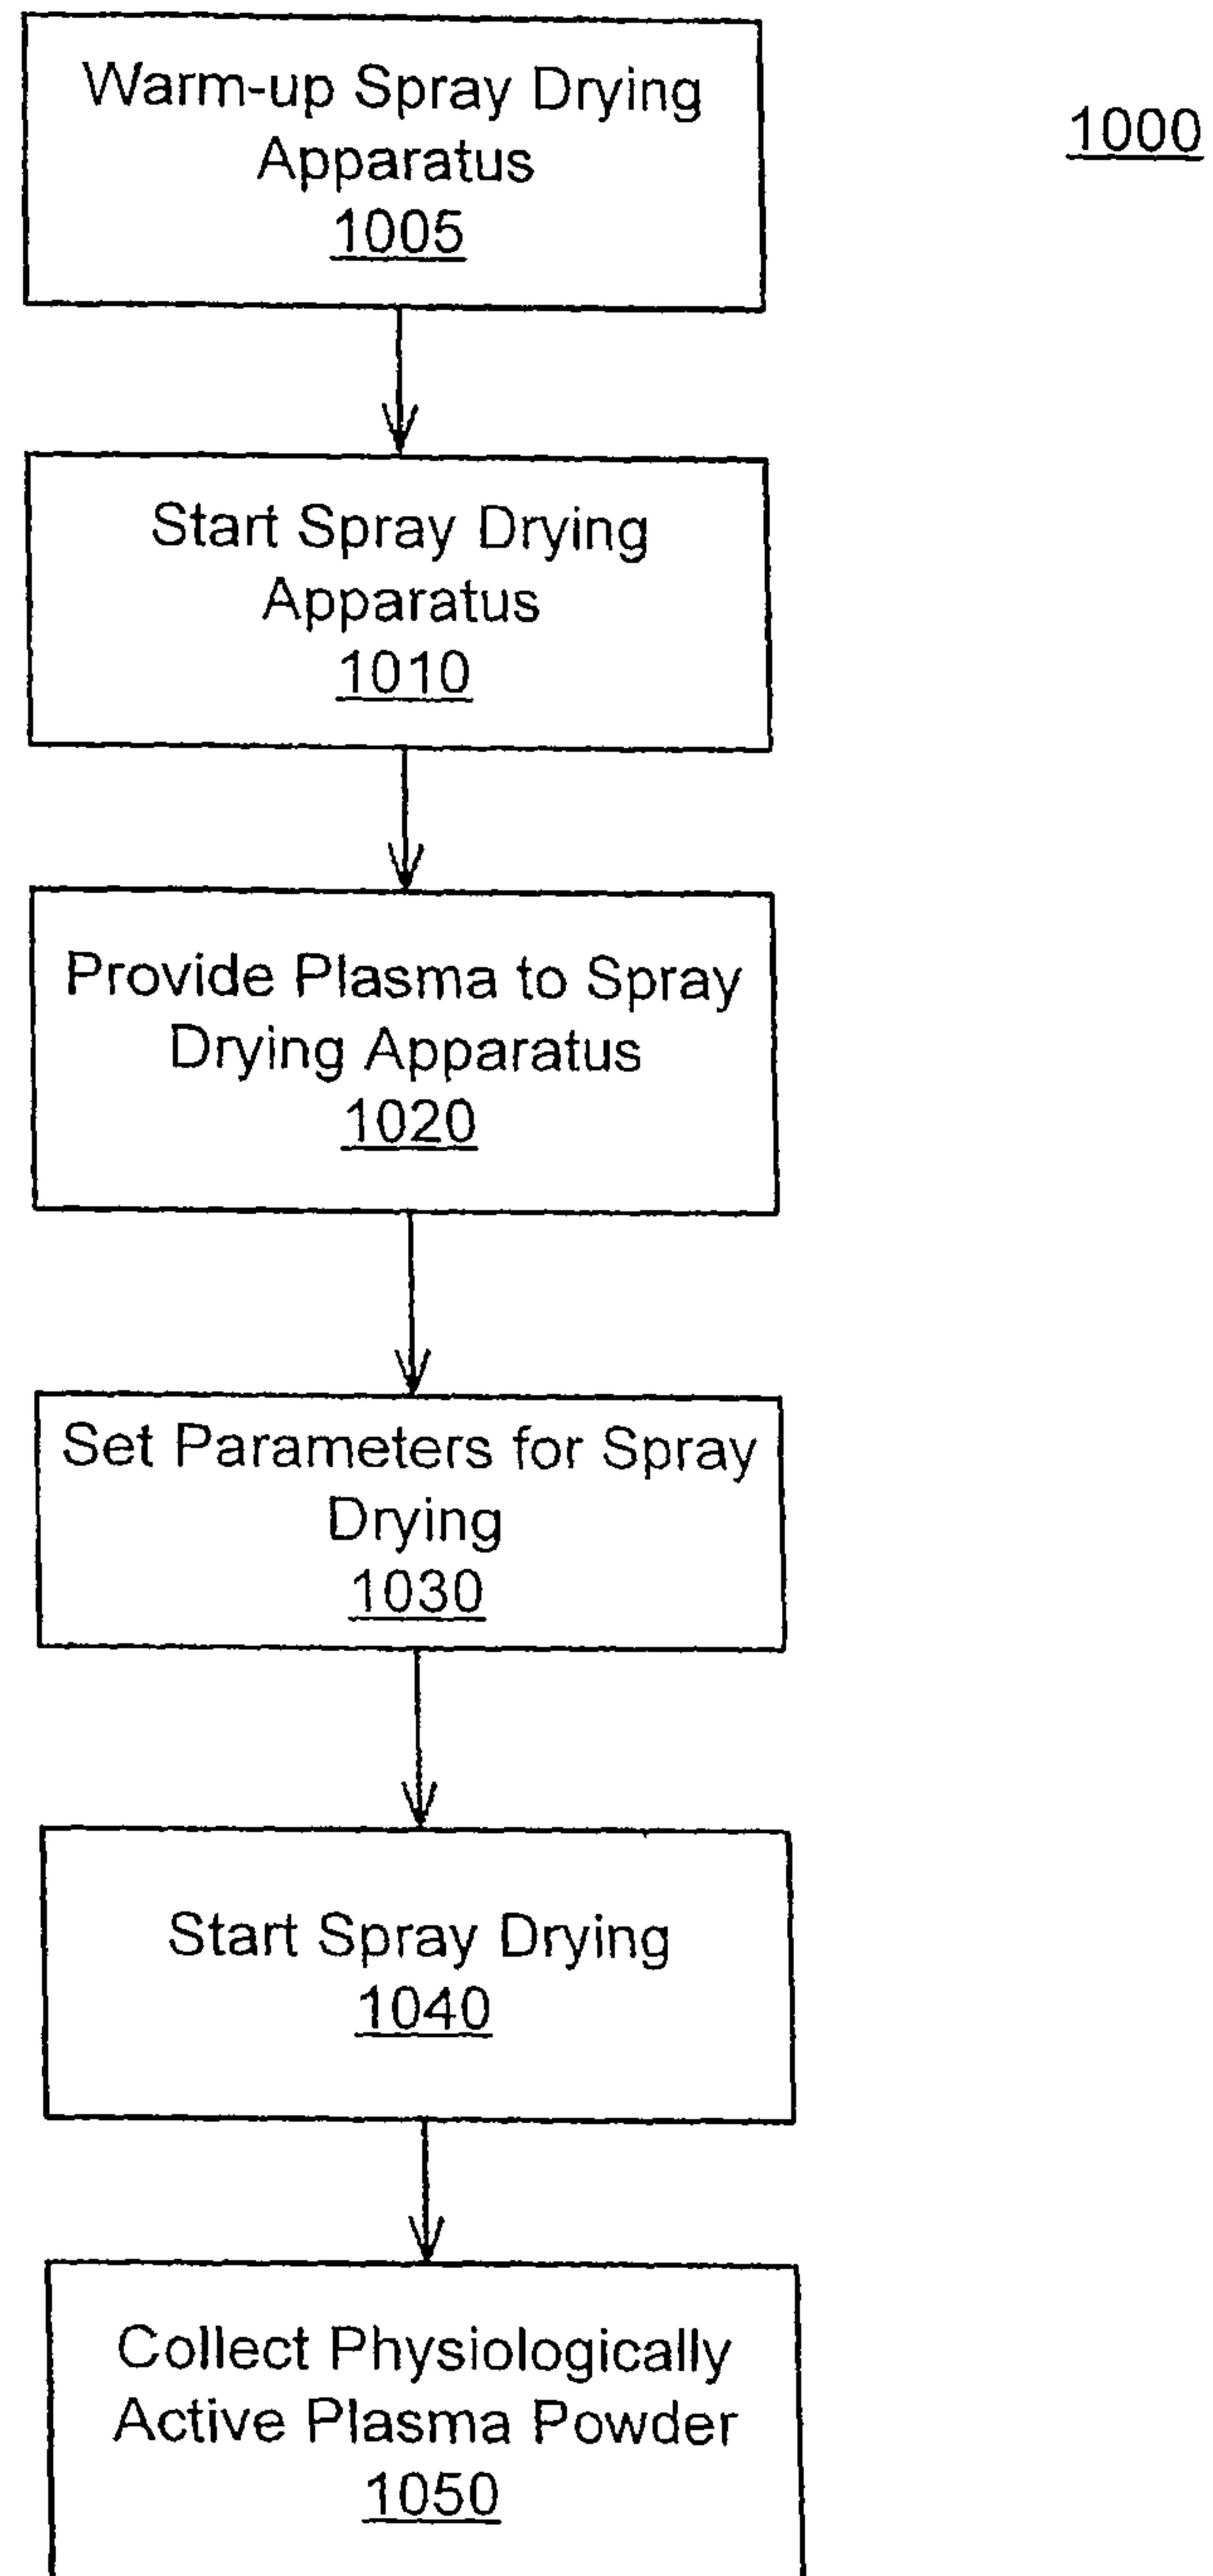 Warm-up Spray Drying
Apparatus
1005
1000
Start Spray Drying
Apparatus
1010
Provide Plasma to Spray
Drying Apparatus
1020
Set Parameters for Spray
Drying
1030
Start Spray Drying
1040
Collect Physiologically
Active Plasma Powder
1050